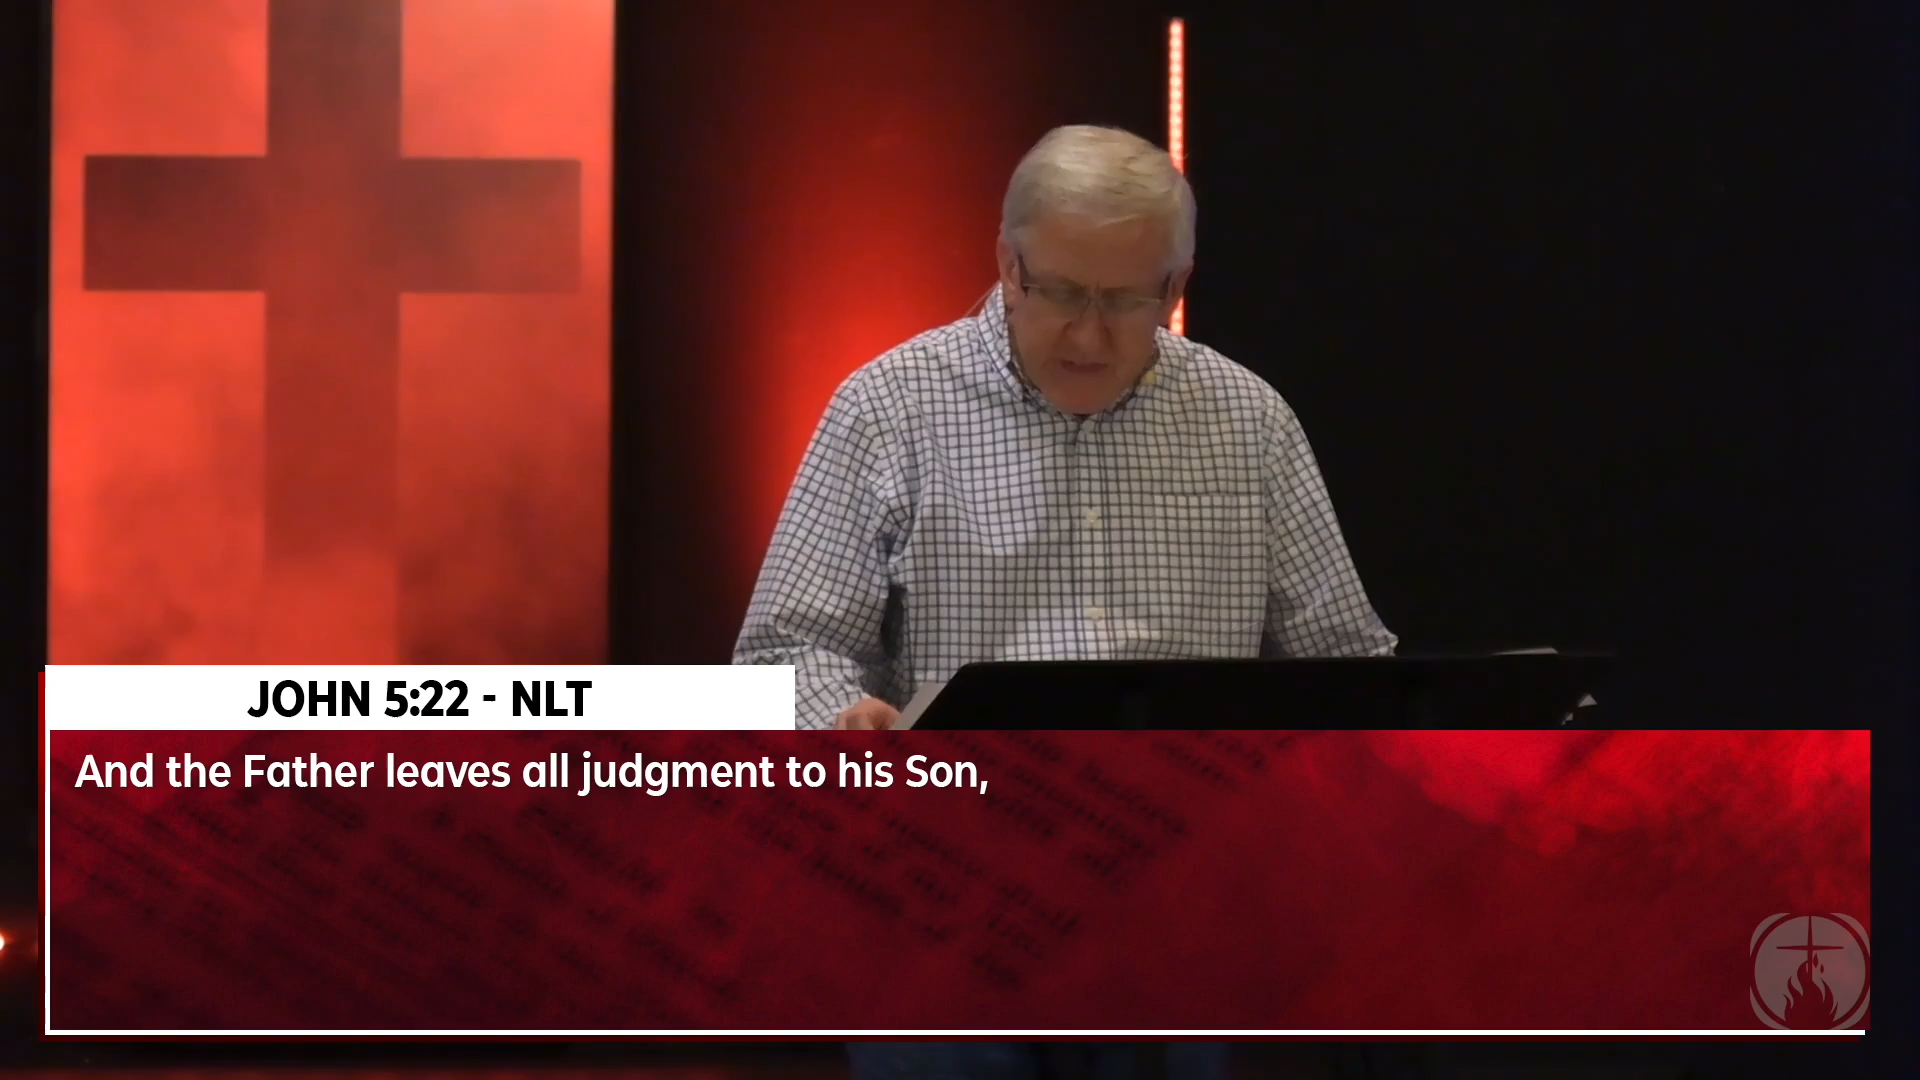 JOHN 5:22 - NLT
And the Father leaves all judgment to his Son,